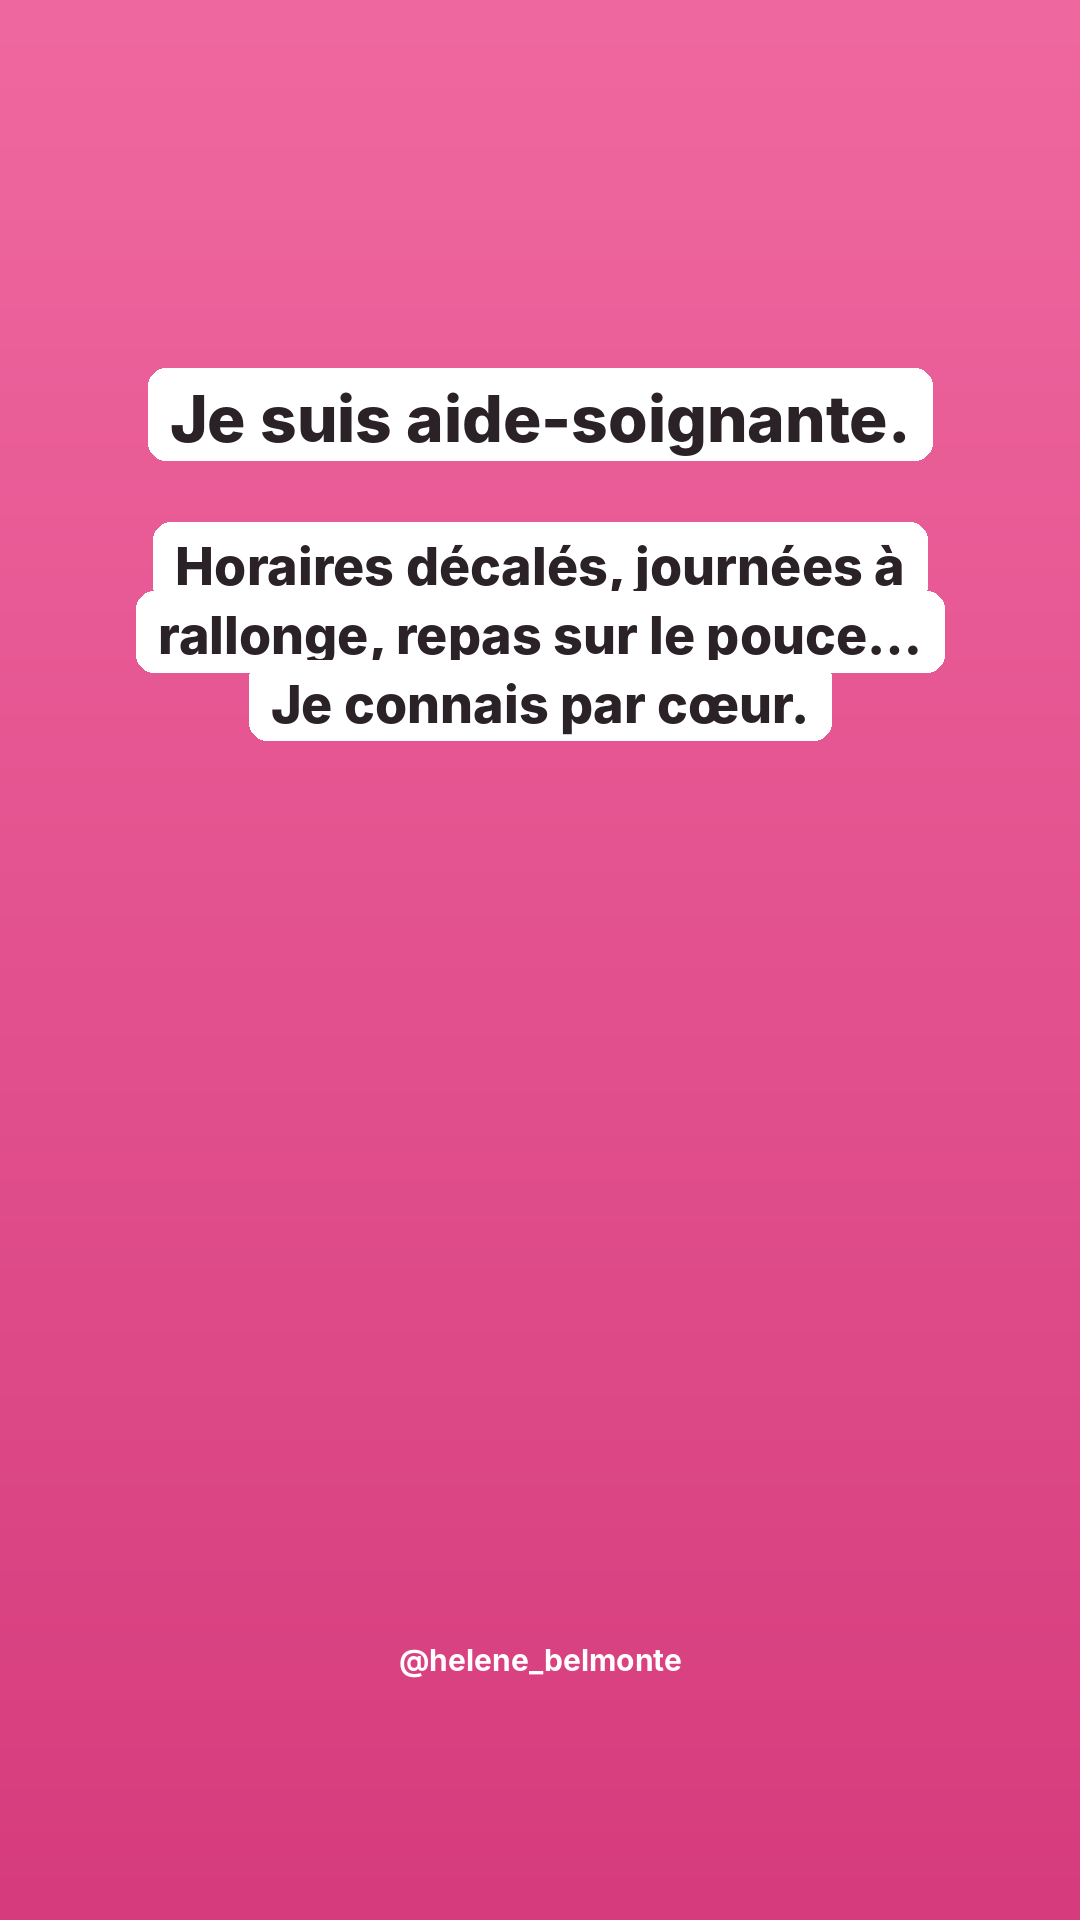 Je suis aide-soignante.
Horaires décalés, journées à
rallonge, repas sur le pouce…
Je connais par cœur.
@helene_belmonte